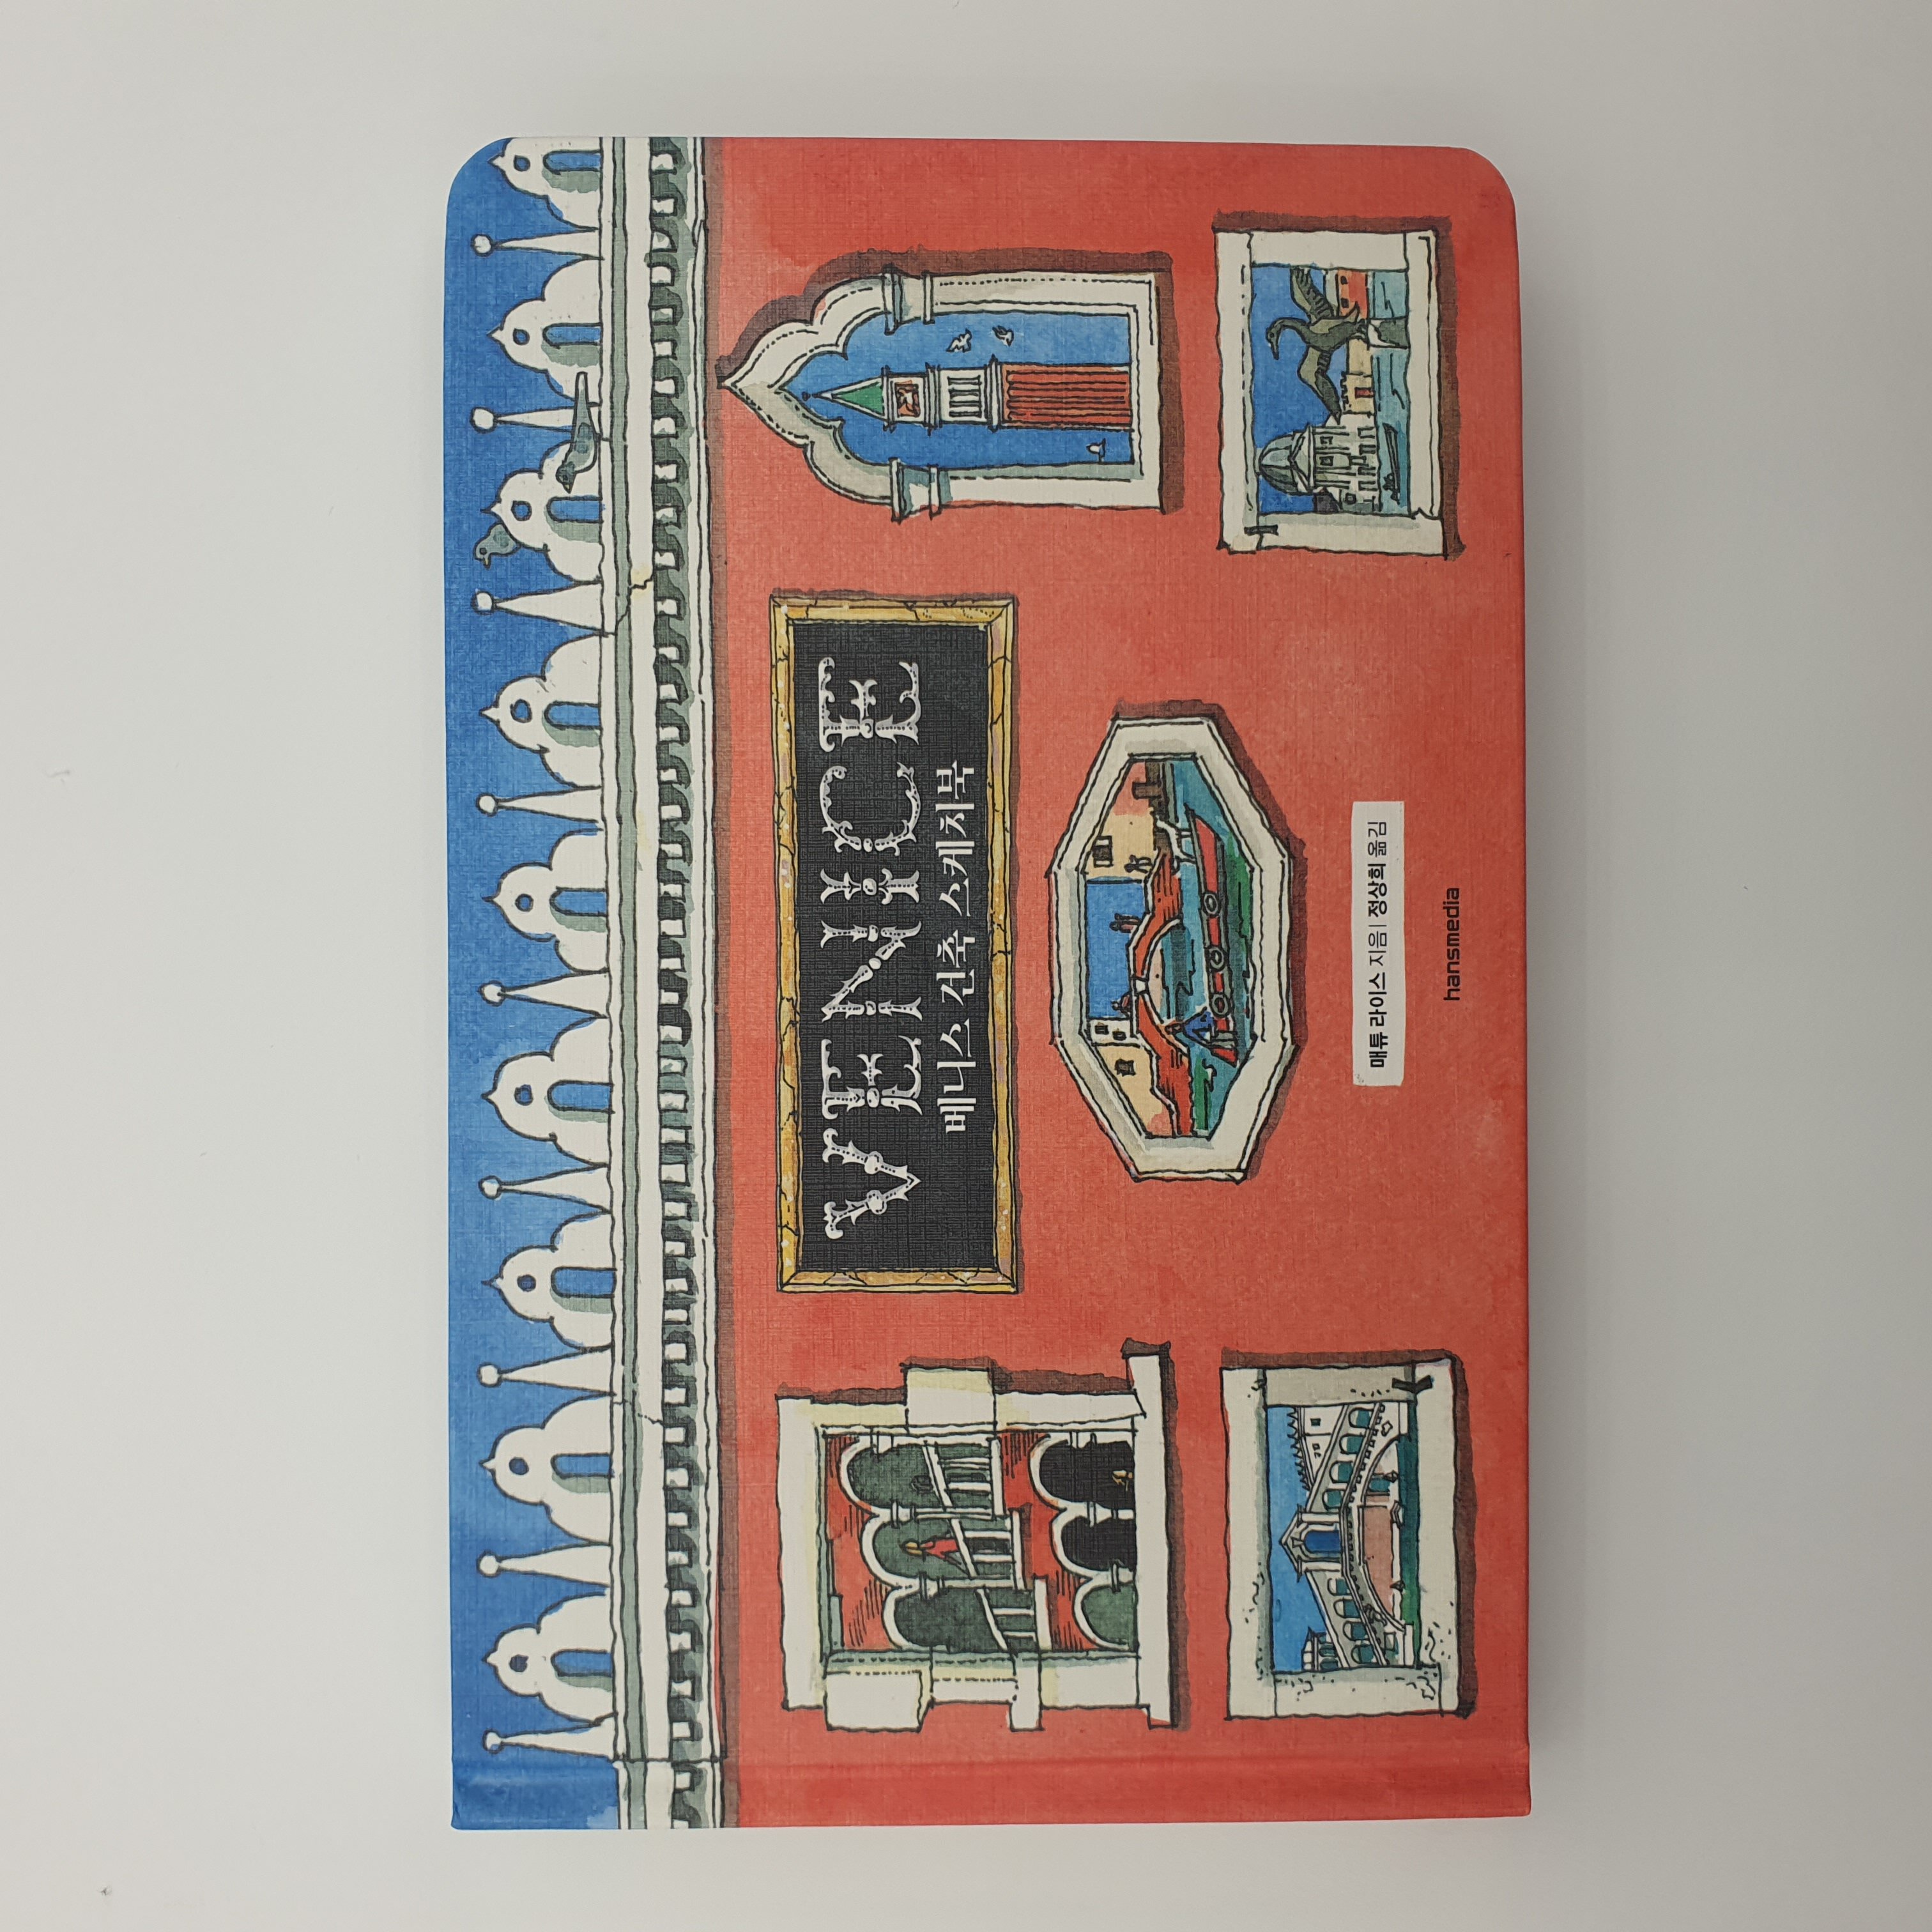 VENICE
베니스 건축 스케치북
매튜 라이스 지음 | 정상희 옮김
hansmedia